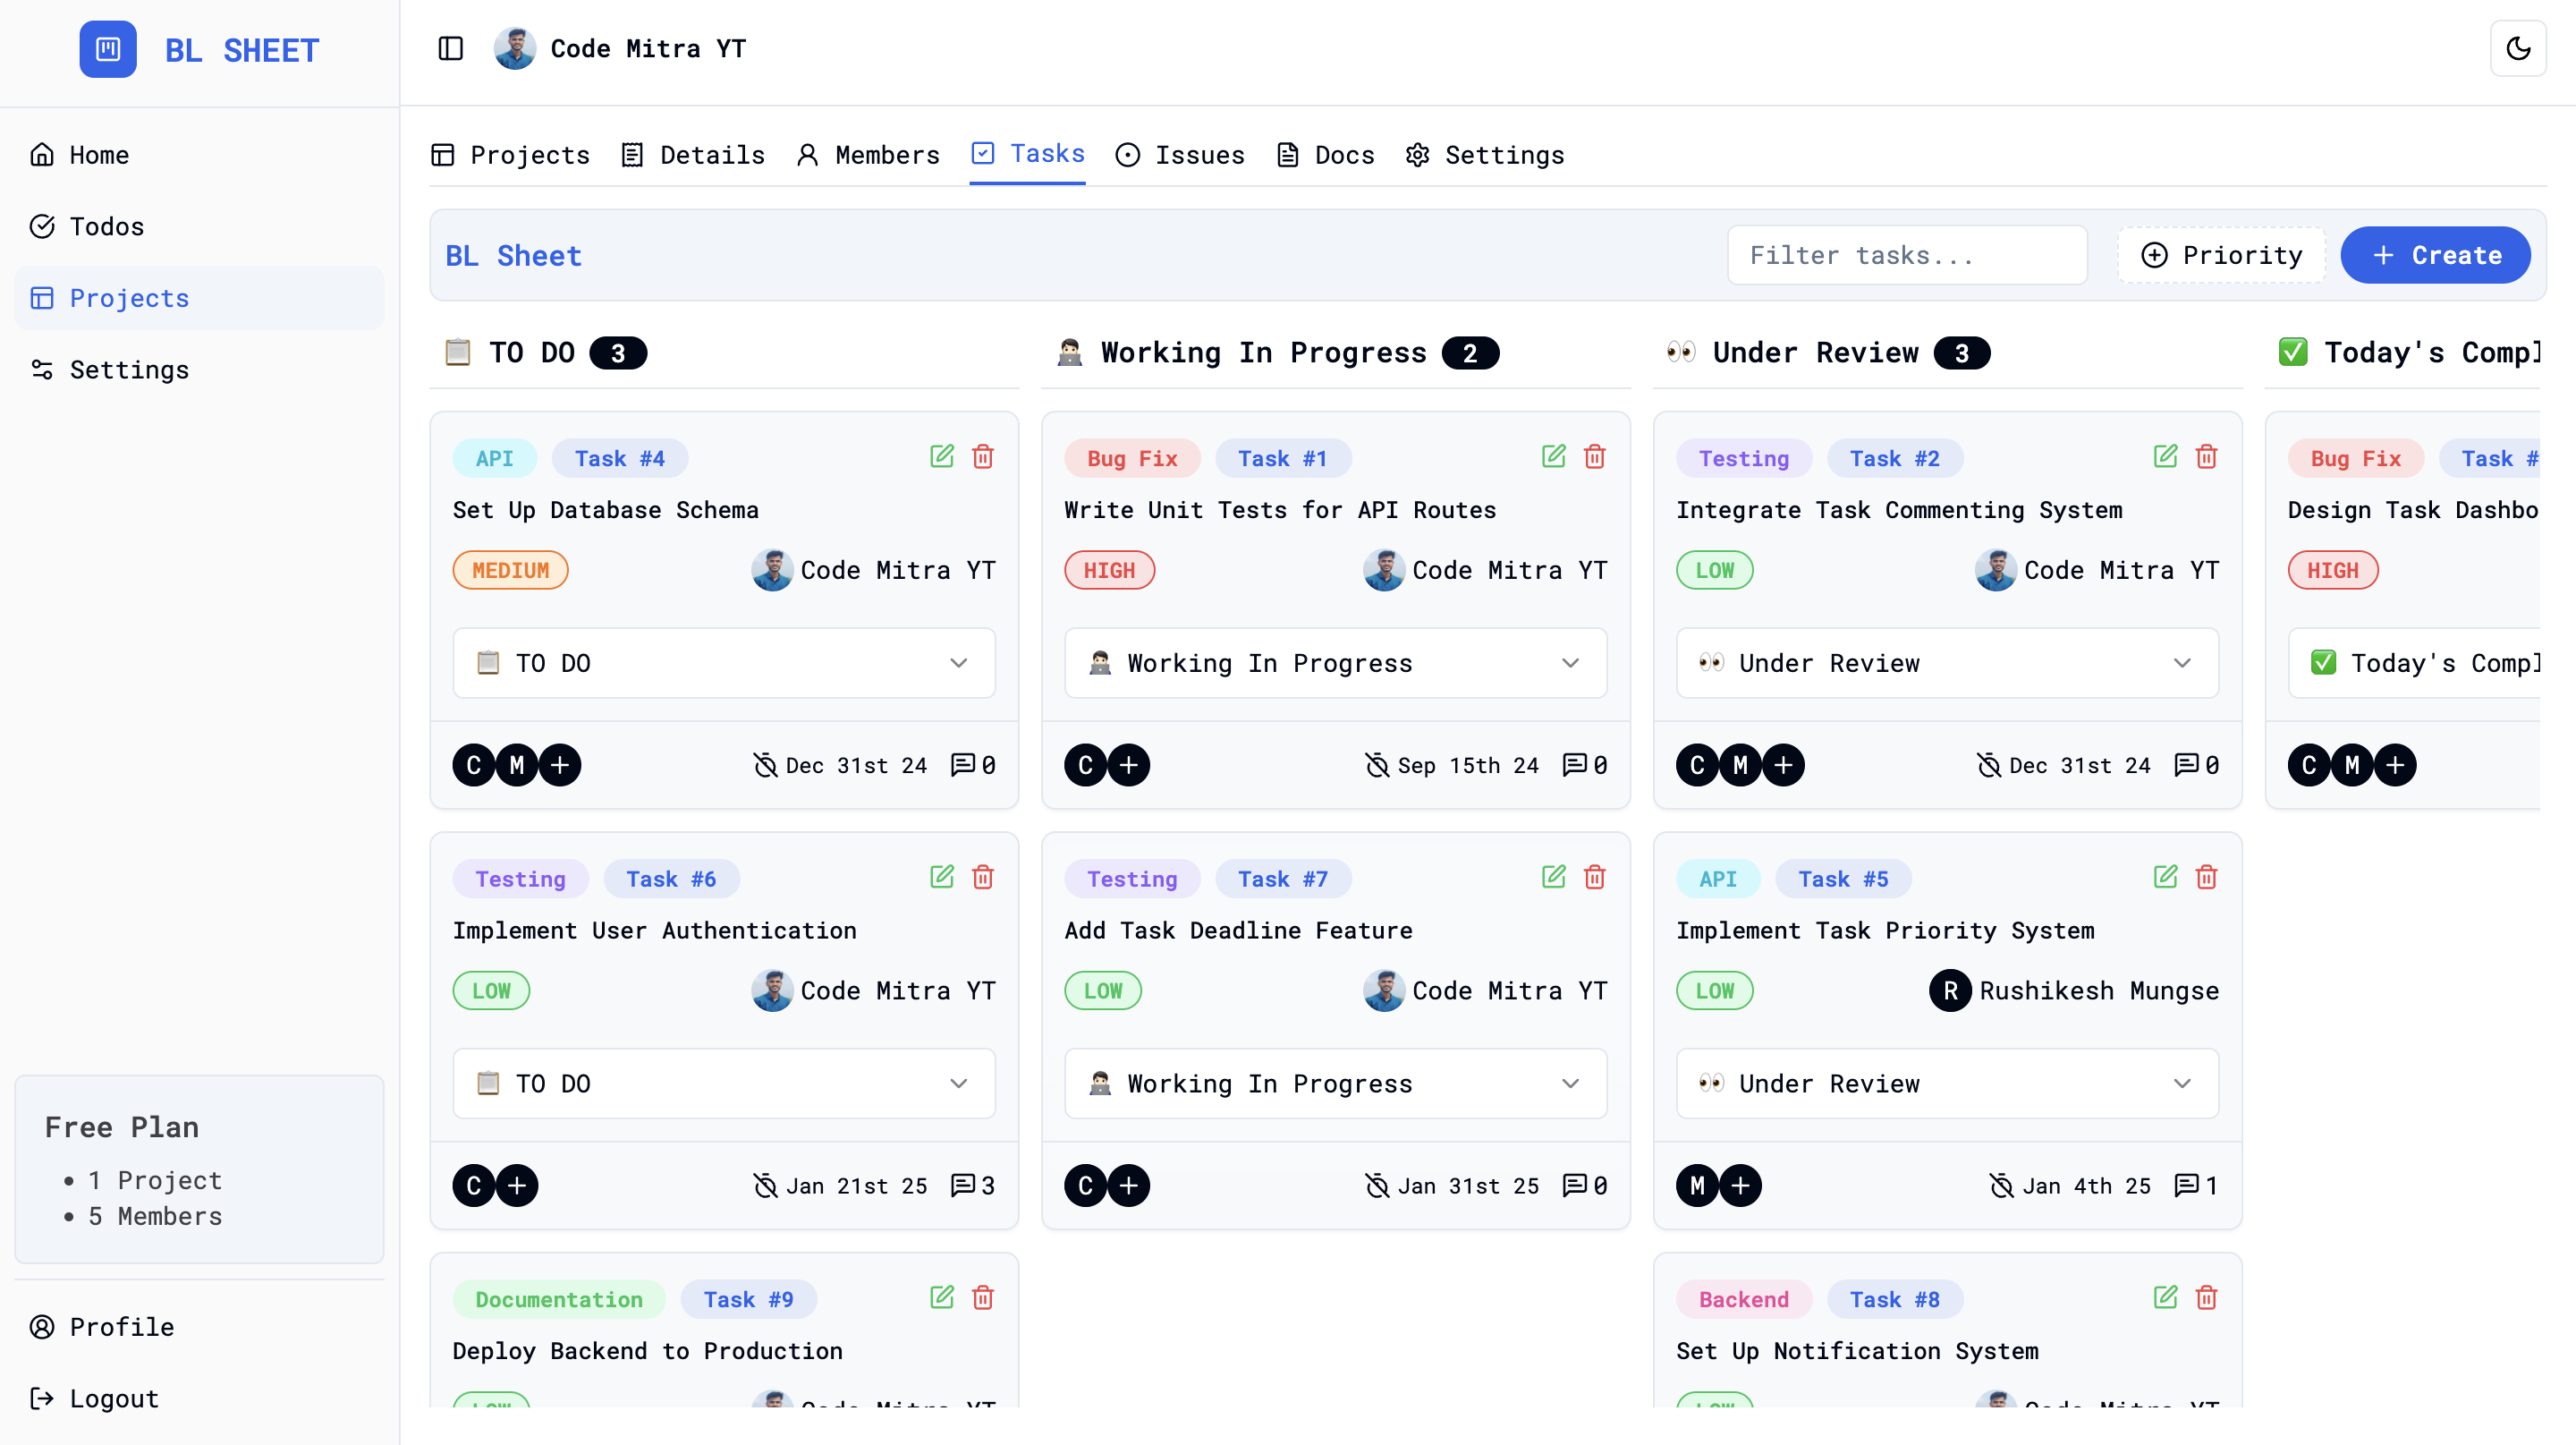 BL SHEET
Home
Todos
Projects
Settings
Free Plan
1 Project
5 Members
Profile
Logout
Code Mitra YT
Projects Details Members Tasks Issues Docs Settings
BL Sheet
Filter tasks...
Priority
+ Create
TO DO 3
API Task #4
Set Up Database Schema
MEDIUM Code Mitra YT
TO DO
C M + Dec 31st 24 0
Testing Task #6
Implement User Authentication
LOW Code Mitra YT
TO DO
C + Jan 21st 25 3
Documentation Task #9
Deploy Backend to Production
LOW Code Mitra YT
Working In Progress 2
Bug Fix Task #1
Write Unit Tests for API Routes
HIGH Code Mitra YT
Working In Progress
C + Sep 15th 24 0
Testing Task #7
Add Task Deadline Feature
LOW Code Mitra YT
Working In Progress
C + Jan 31st 25 0
Under Review 3
Testing Task #2
Integrate Task Commenting System
LOW Code Mitra YT
Under Review
C M + Dec 31st 24 0
API Task #5
Implement Task Priority System
LOW R Rushikesh Mungse
Under Review
M + Jan 4th 25 1
Backend Task #8
Set Up Notification System
LOW Code Mitra YT
Today's Compl
Bug Fix Task #
Design Task Dashbo
HIGH
Today's Compl
C M +